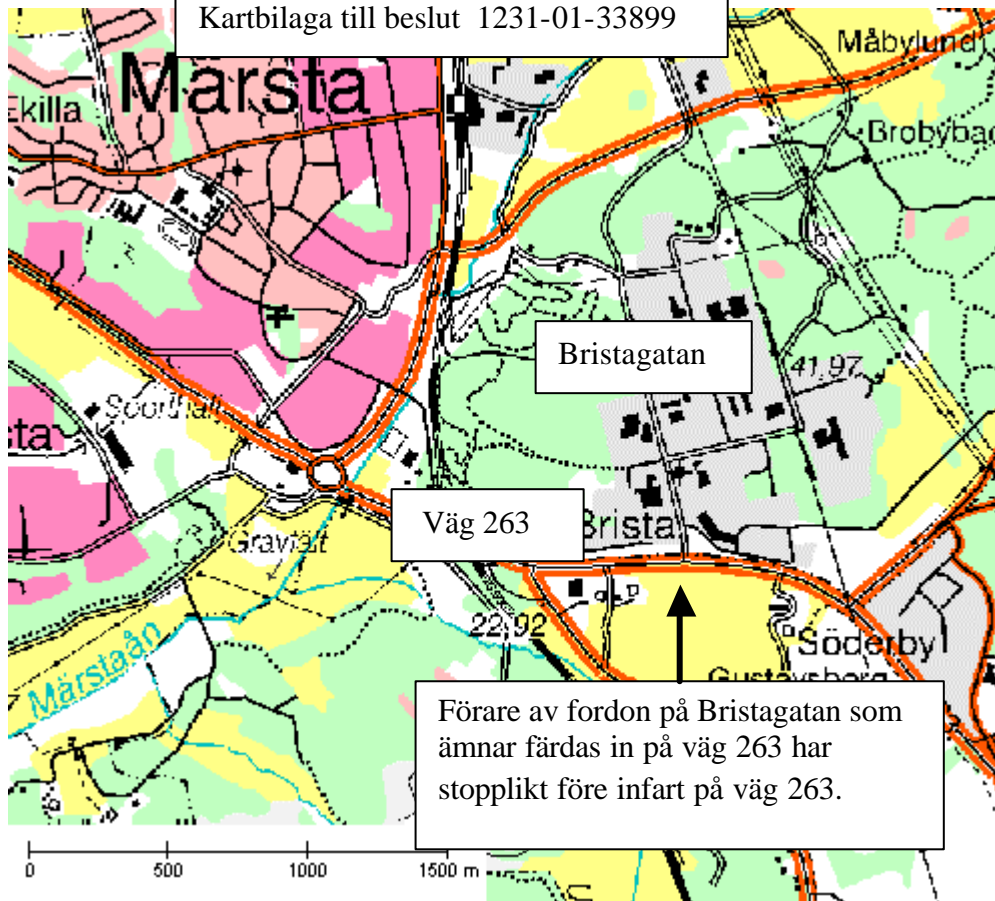 Kartbilaga till beslut 1231-01-33899
Måbylund
Märsta
Ekilla
Brobybac
Bristagatan
41.97
Sporthall
sta
Väg 263
Brista
Gravfält
22.92
Söderby
Märstaån
Gustavsberg
Förare av fordon på Bristagatan som
ämnar färdas in på väg 263 har
stopplikt före infart på väg 263.
0 500 1000 1500 m